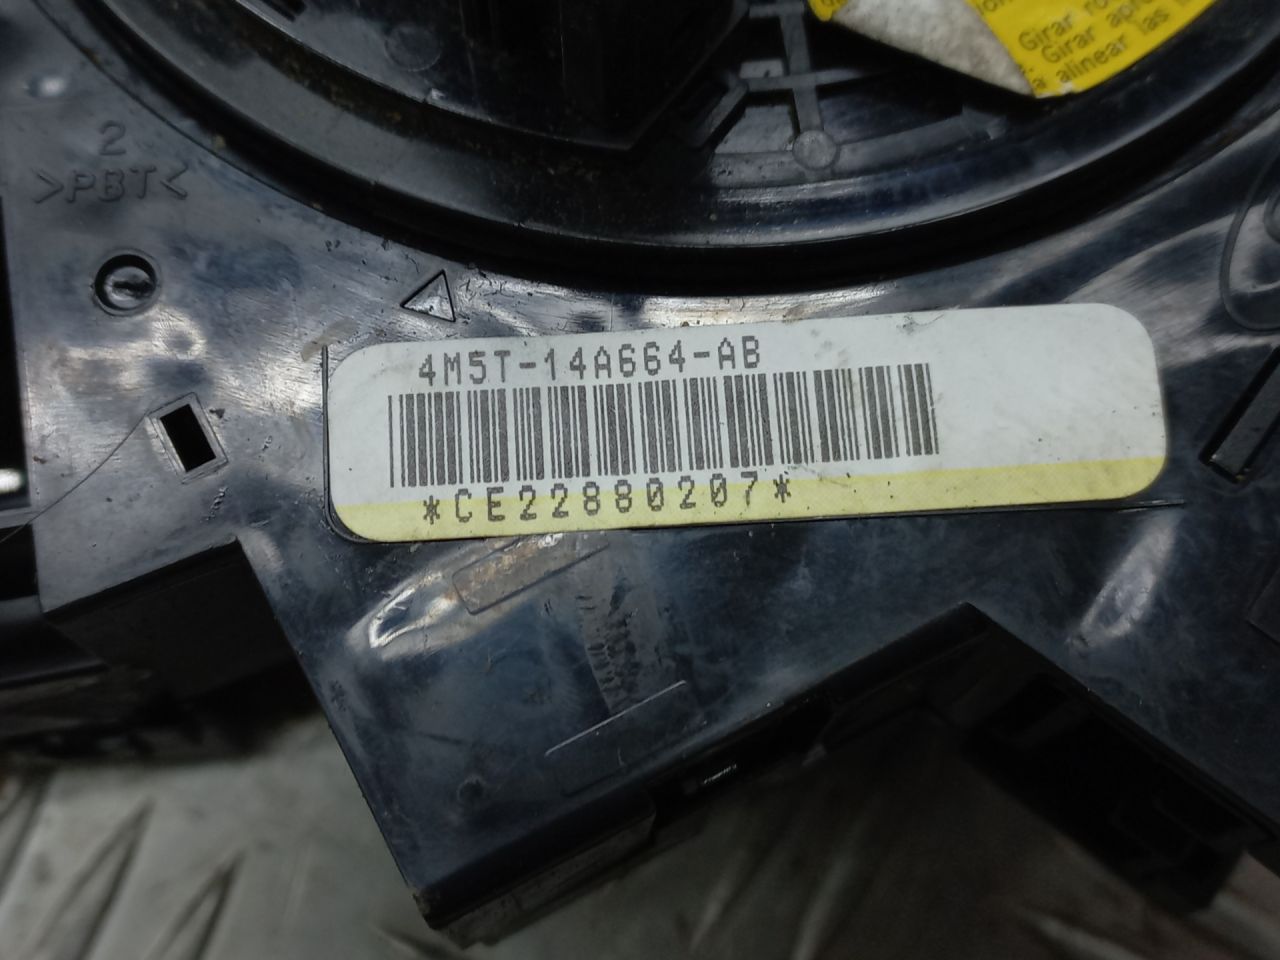 Girar
Girar
alinear las
2
>PBT<
4M5T-14A664-AB
*CE22880207*